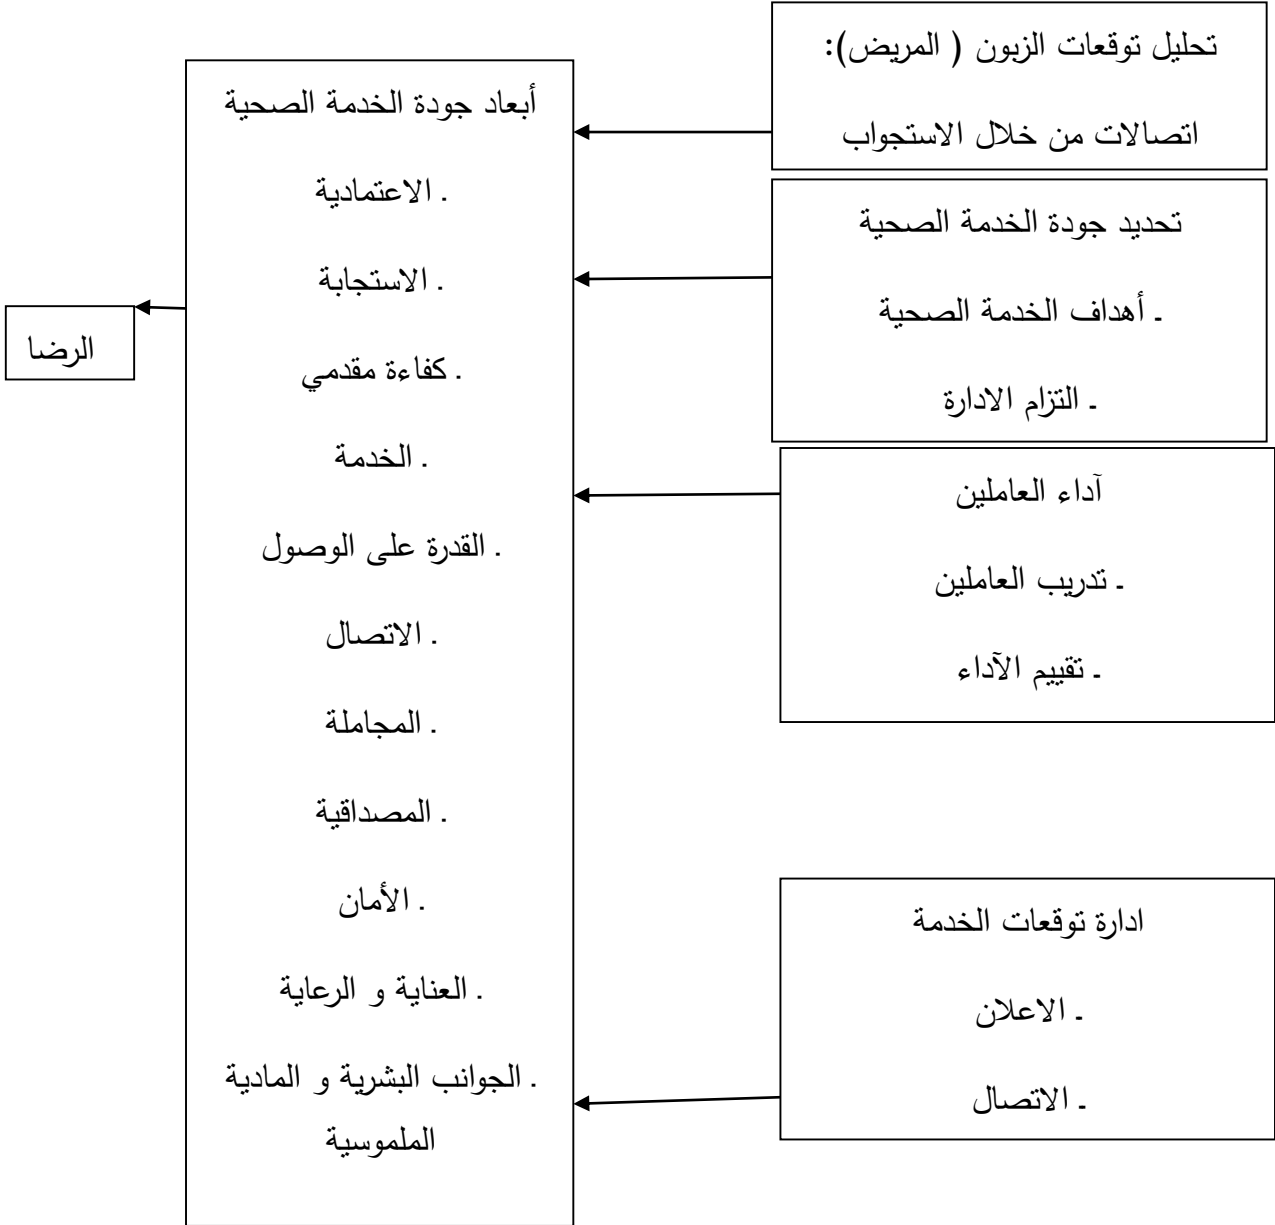 تحليل توقعات الزبون ( المريض):
اتصالات من خلال الاستجواب
تحديد جودة الخدمة الصحية
ـ أهداف الخدمة الصحية
ـ التزام الادارة
آداء العاملين
ـ تدريب العاملين
ـ تقييم الآداء
ادارة توقعات الخدمة
ـ الاعلان
ـ الاتصال
أبعاد جودة الخدمة الصحية
. الاعتمادية
. الاستجابة
. كفاءة مقدمي
. الخدمة
. القدرة على الوصول
. الاتصال
. المجاملة
. المصداقية
. الأمان
. العناية و الرعاية
. الجوانب البشرية و المادية
الملموسية
الرضا